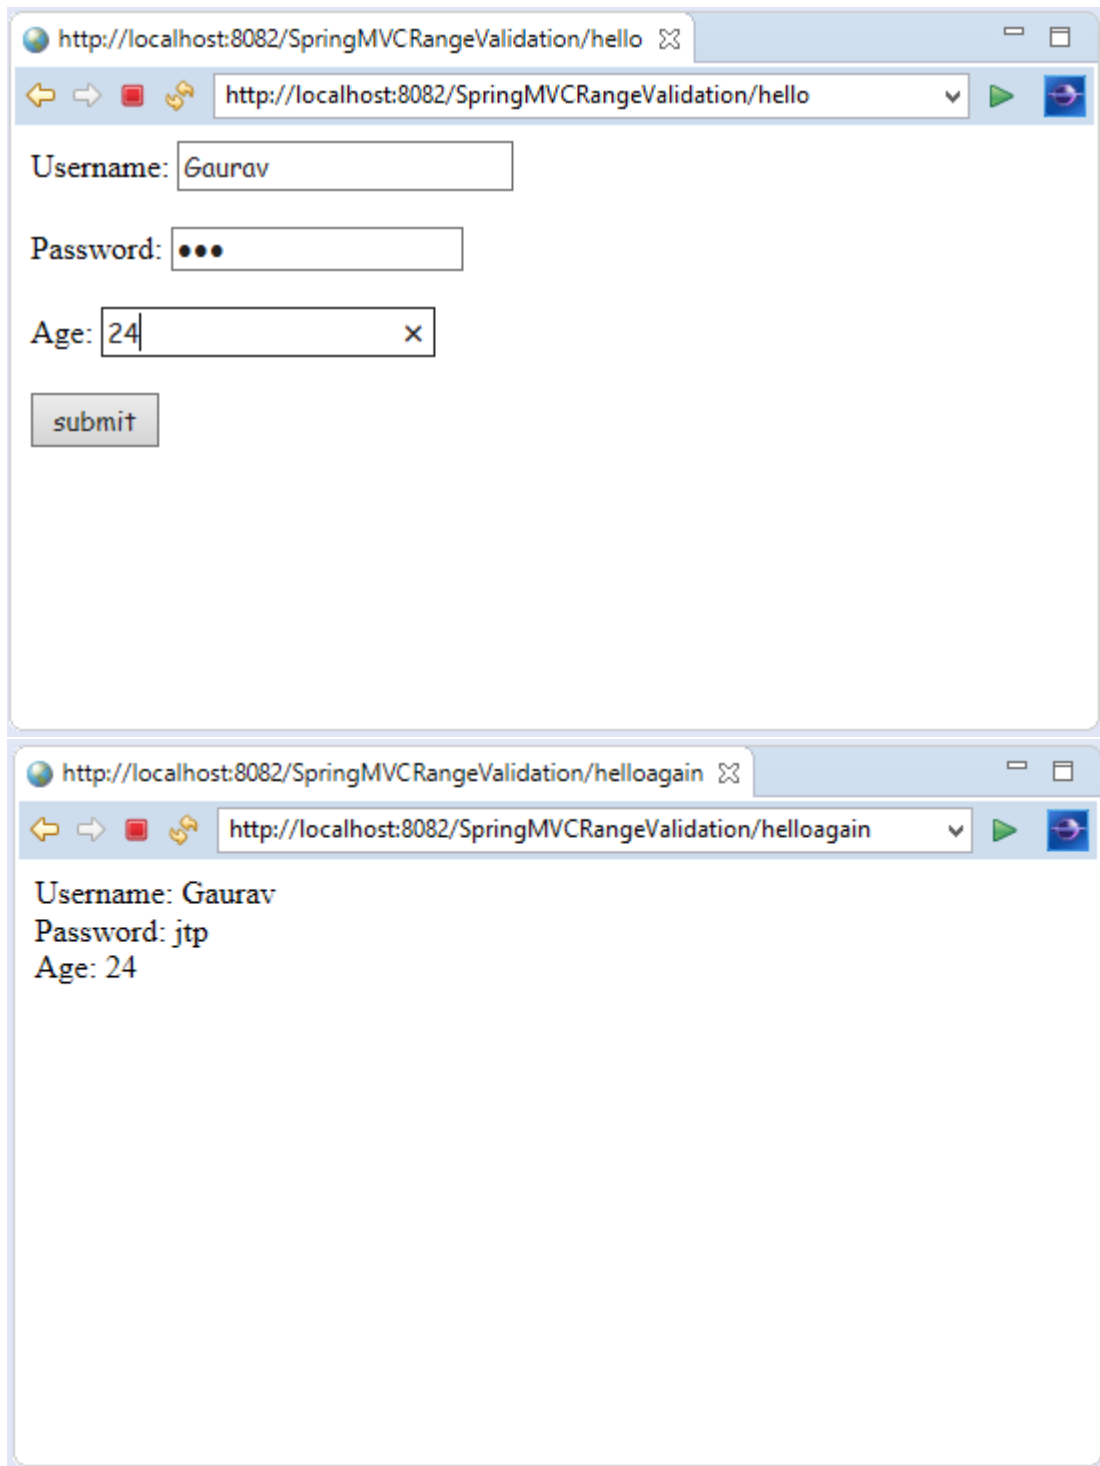 http://localhost:8082/SpringMVCRangeValidation/hello
http://localhost:8082/SpringMVCRangeValidation/hello
Username: Gaurav
Password: •••
Age: 24
submit
http://localhost:8082/SpringMVCRangeValidation/helloagain
http://localhost:8082/SpringMVCRangeValidation/helloagain
Username: Gaurav
Password: jtp
Age: 24